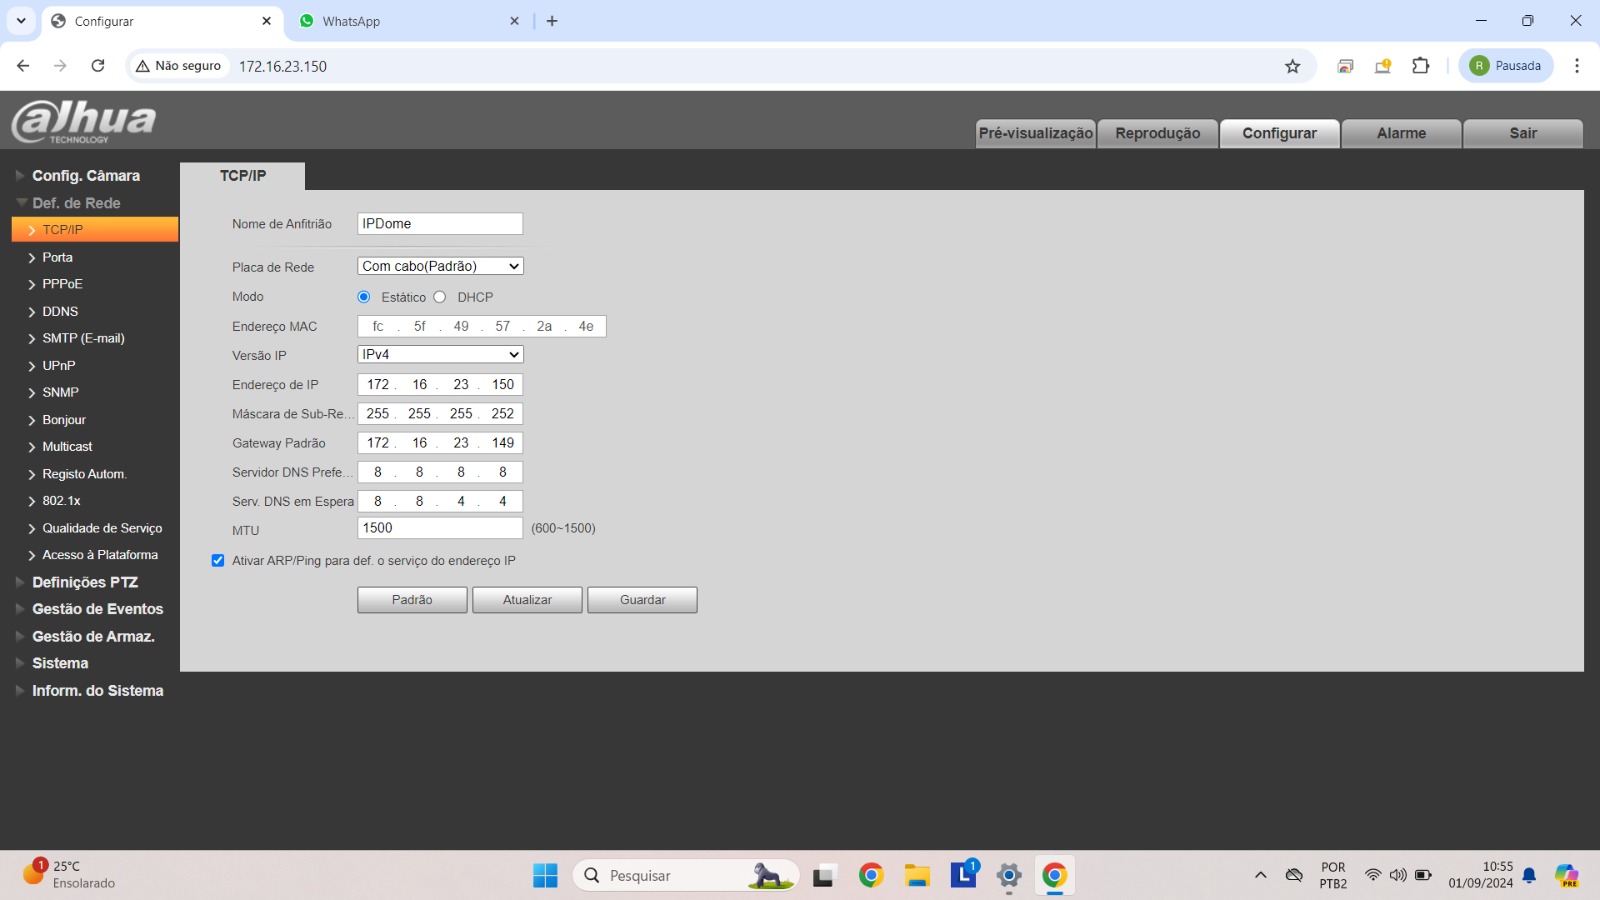 Configurar
WhatsApp
Não seguro
172.16.23.150
R
Pausada
alhua
TECHNOLOGY
Pré-visualização
Reprodução
Configurar
Alarme
Sair
Config. Câmara
Def. de Rede
TCP/IP
Porta
PPPoE
DDNS
SMTP (E-mail)
UPnP
SNMP
Bonjour
Multicast
Registo Autom.
802.1x
Qualidade de Serviço
Acesso à Plataforma
Definições PTZ
Gestão de Eventos
Gestão de Armaz.
Sistema
Inform. do Sistema
TCP/IP
Nome de Anfitrião IPDome
Placa de Rede Com cabo(Padrão)
Modo Estático DHCP
Endereço MAC fc . 5f . 49 . 57 . 2a . 4e
Versão IP IPv4
Endereço de IP 172 . 16 . 23 . 150
Máscara de Sub-Re... 255 . 255 . 255 . 252
Gateway Padrão 172 . 16 . 23 . 149
Servidor DNS Prefe... 8 . 8 . 8 . 8
Serv. DNS em Espera 8 . 8 . 4 . 4
MTU 1500 (600~1500)
Ativar ARP/Ping para def. o serviço do endereço IP
Padrão Atualizar Guardar
1
25°C
Ensolarado
Pesquisar
L
1
POR
PTB2
10:55
01/09/2024
PRE